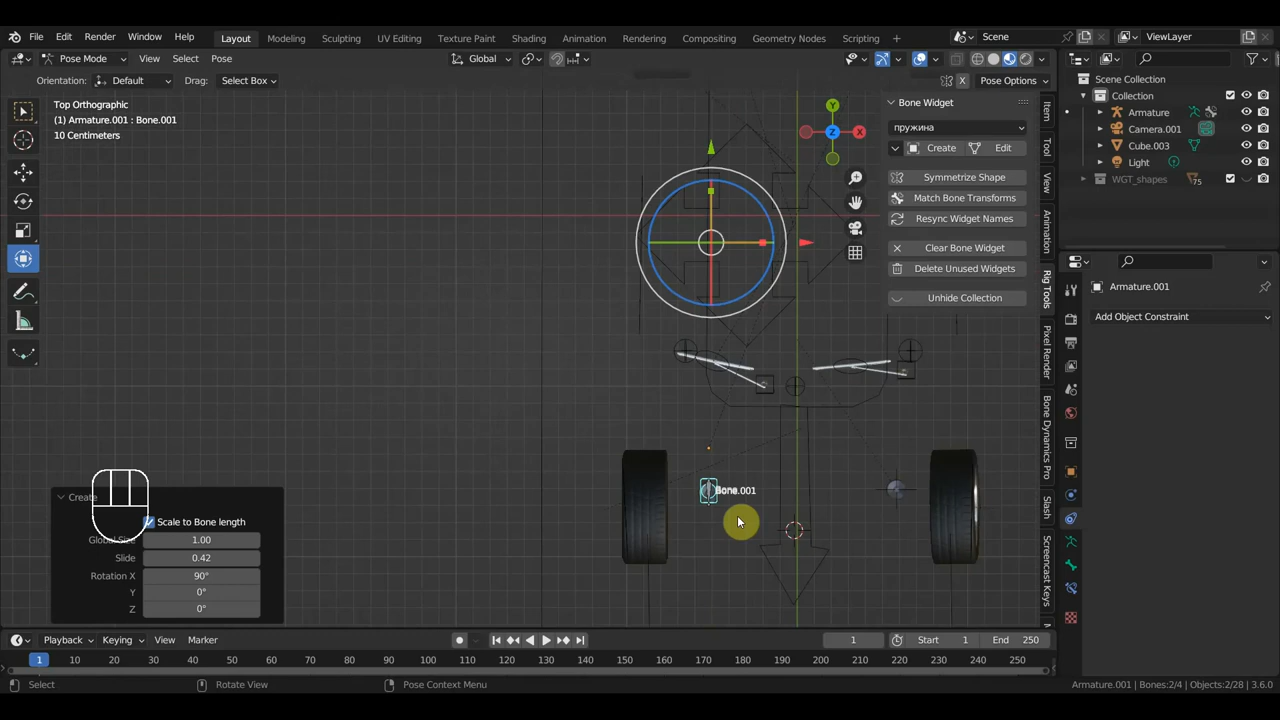 File Edit Render Window Help Layout Modeling Sculpting UV Editing Texture Paint Shading Animation Rendering Compositing Geometry Nodes Scripting + Scene ViewLayer
Pose Mode View Select Pose Global
Orientation: Default Drag: Select Box X Pose Options
Top Orthographic
(1) Armature.001 : Bone.001
10 Centimeters
Bone Widget
пружина
Create Edit
Symmetrize Shape
Match Bone Transforms
Resync Widget Names
Clear Bone Widget
Delete Unused Widgets
Unhide Collection
Y
X
Z
Item
Tool
View
Animation
Rig Tools
Pixel Render
Bone Dynamics Pro
Slash
Screencast Keys
Scene Collection
Collection
Armature
Camera.001
Cube.003
Light
WGT_shapes 75
Armature.001
Add Object Constraint
Bone.001
Create
Scale to Bone length
Global Size 1.00
Slide 0.42
Rotation X 90°
Y 0°
Z 0°
Playback Keying View Marker 1 Start 1 End 250
1 10 20 30 40 50 60 70 80 90 100 110 120 130 140 150 160 170 180 190 200 210 220 230 240 250
Select Rotate View Pose Context Menu Armature.001 | Bones:2/4 | Objects:2/28 | 3.6.0